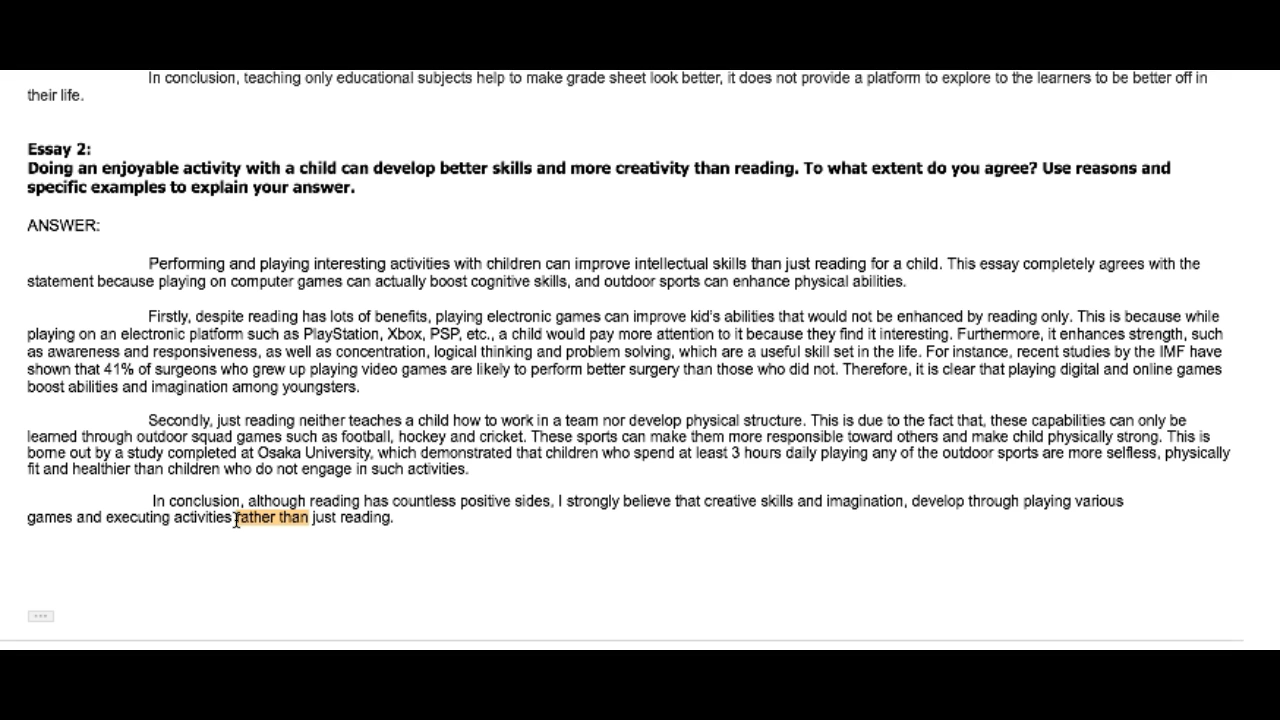 In conclusion, teaching only educational subjects help to make grade sheet look better, it does not provide a platform to explore to the learners to be better off in
their life.
Essay 2:
Doing an enjoyable activity with a child can develop better skills and more creativity than reading. To what extent do you agree? Use reasons and
specific examples to explain your answer.
ANSWER:
Performing and playing interesting activities with children can improve intellectual skills than just reading for a child. This essay completely agrees with the
statement because playing on computer games can actually boost cognitive skills, and outdoor sports can enhance physical abilities.
Firstly, despite reading has lots of benefits, playing electronic games can improve kid's abilities that would not be enhanced by reading only. This is because while
playing on an electronic platform such as PlayStation, Xbox, PSP, etc., a child would pay more attention to it because they find it interesting. Furthermore, it enhances strength, such
as awareness and responsiveness, as well as concentration, logical thinking and problem solving, which are a useful skill set in the life. For instance, recent studies by the IMF have
shown that 41% of surgeons who grew up playing video games are likely to perform better surgery than those who did not. Therefore, it is clear that playing digital and online games
boost abilities and imagination among youngsters.
Secondly, just reading neither teaches a child how to work in a team nor develop physical structure. This is due to the fact that, these capabilities can only be
learned through outdoor squad games such as football, hockey and cricket. These sports can make them more responsible toward others and make child physically strong. This is
borne out by a study completed at Osaka University, which demonstrated that children who spend at least 3 hours daily playing any of the outdoor sports are more selfless, physically
fit and healthier than children who do not engage in such activities.
In conclusion, although reading has countless positive sides, I strongly believe that creative skills and imagination, develop through playing various
games and executing activities rather than just reading.